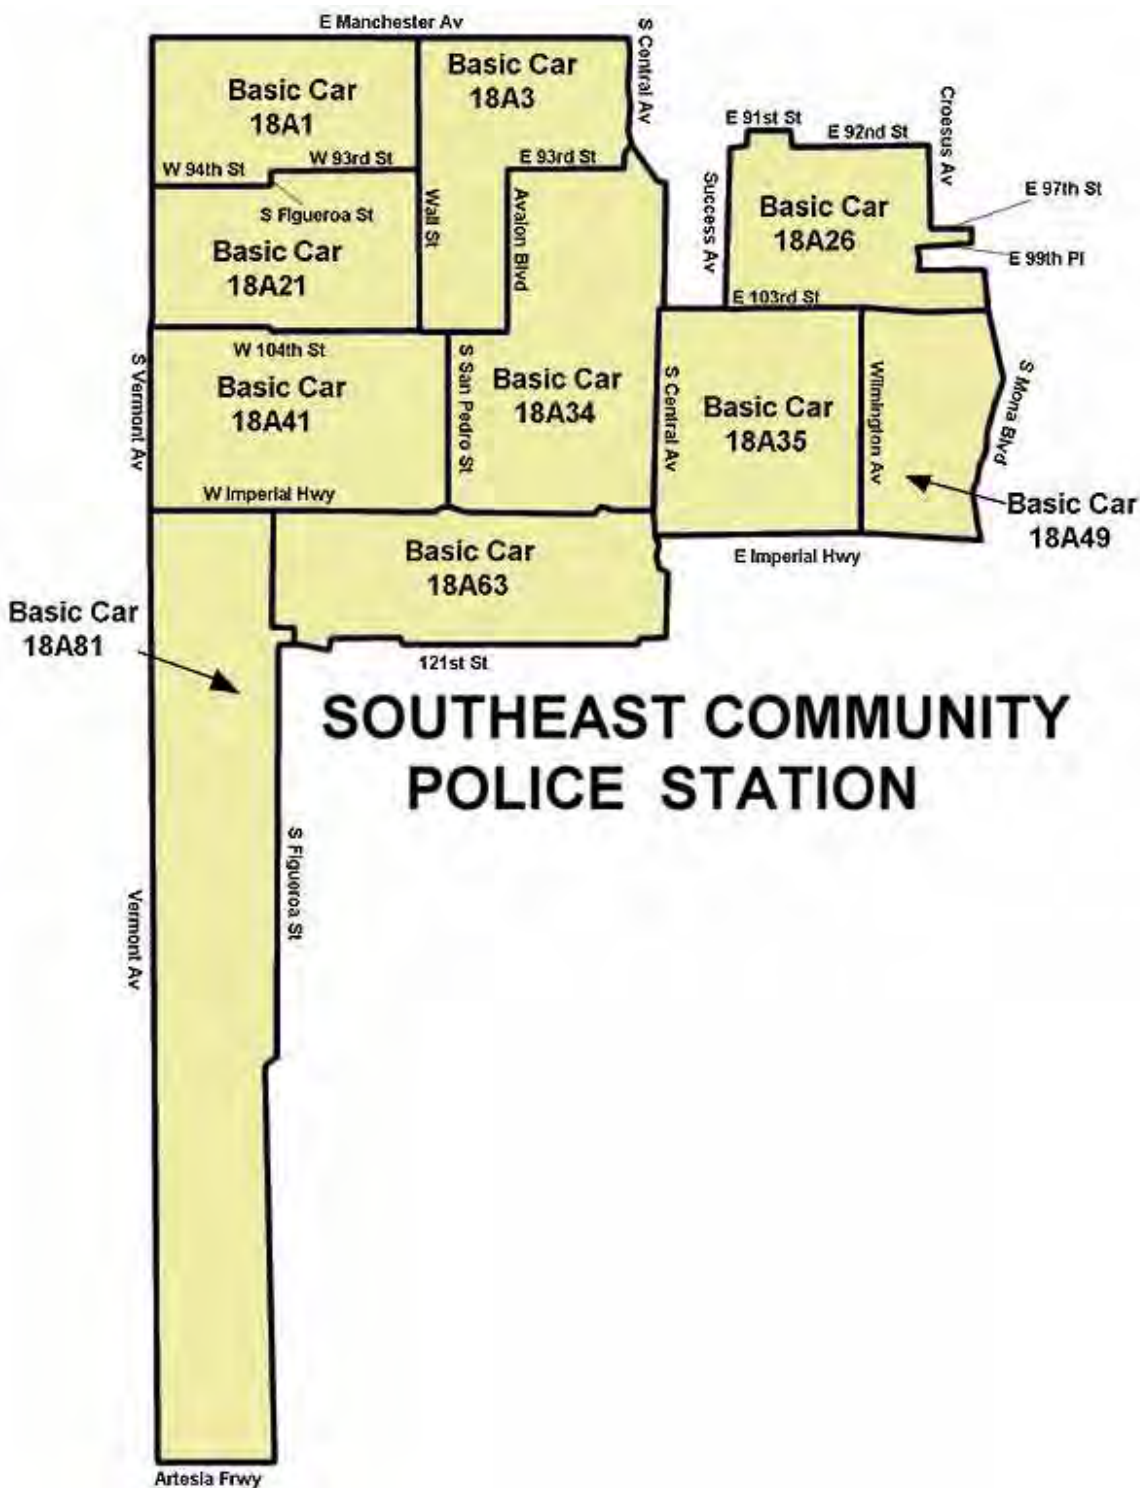 E Manchester Av
S Central Av
Basic Car
18A1
Basic Car
18A3
E 91st St
E 92nd St
Croesus Av
W 94th St
W 93rd St
E 93rd St
S Figueroa St
Wall St
Avalon Blvd
Success Av
Basic Car
18A26
E 97th St
E 99th Pl
Basic Car
18A21
E 103rd St
W 104th St
S Vermont Av
Basic Car
18A41
S San Pedro St
Basic Car
18A34
S Central Av
Basic Car
18A35
Wilmington Av
S Mona Blvd
W Imperial Hwy
Basic Car
18A49
Basic Car
18A63
E Imperial Hwy
Basic Car
18A81
121st St
SOUTHEAST COMMUNITY
POLICE STATION
S Figueroa St
Vermont Av
Artesia Frwy